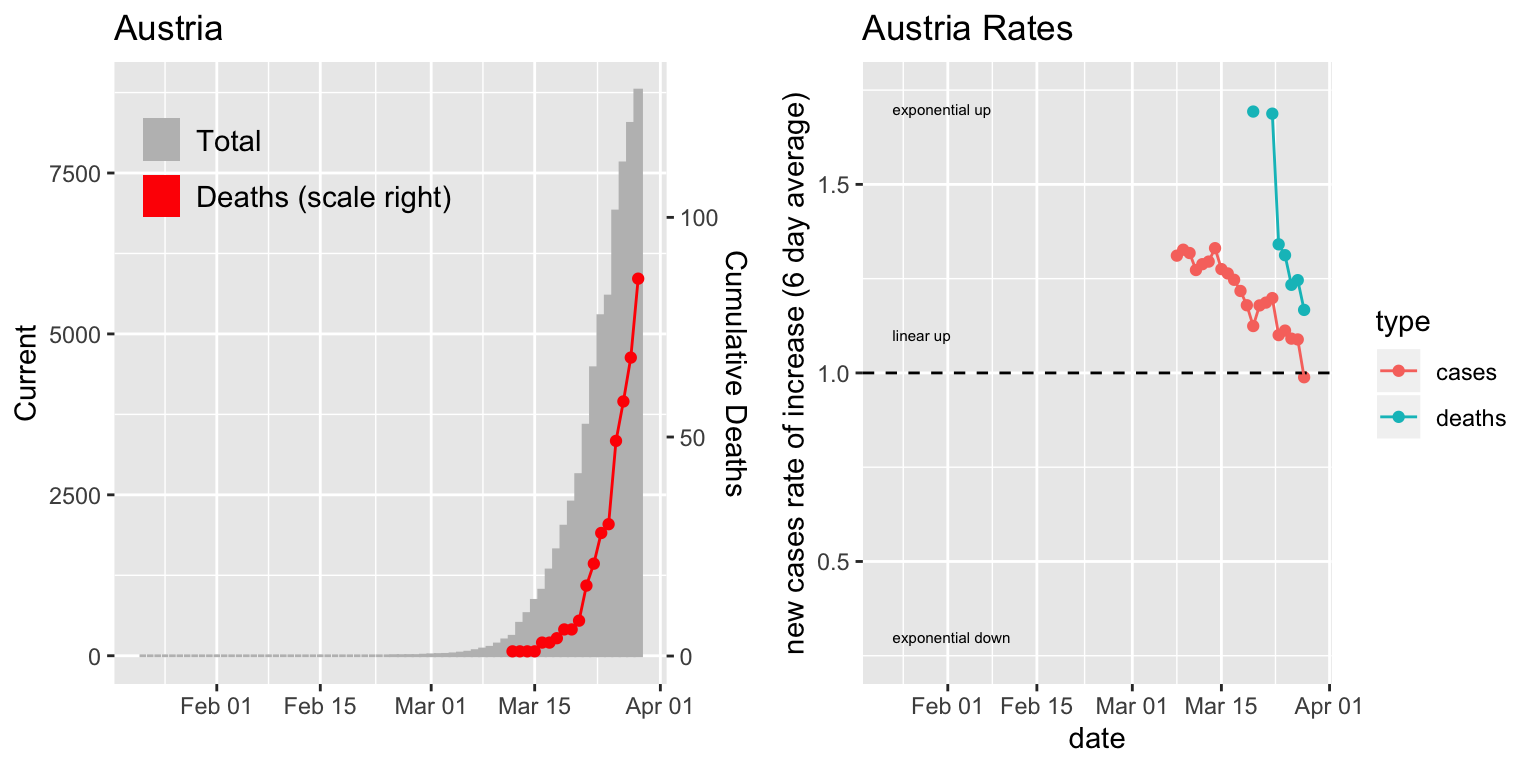 Austria
Total
Deaths (scale right)
7500
5000
2500
0
Current
100
50
0
Cumulative Deaths
Feb 01
Feb 15
Mar 01
Mar 15
Apr 01
Austria Rates
exponential up
linear up
exponential down
1.5
1.0
0.5
new cases rate of increase (6 day average)
Feb 01
Feb 15
Mar 01
Mar 15
Apr 01
date
type
cases
deaths